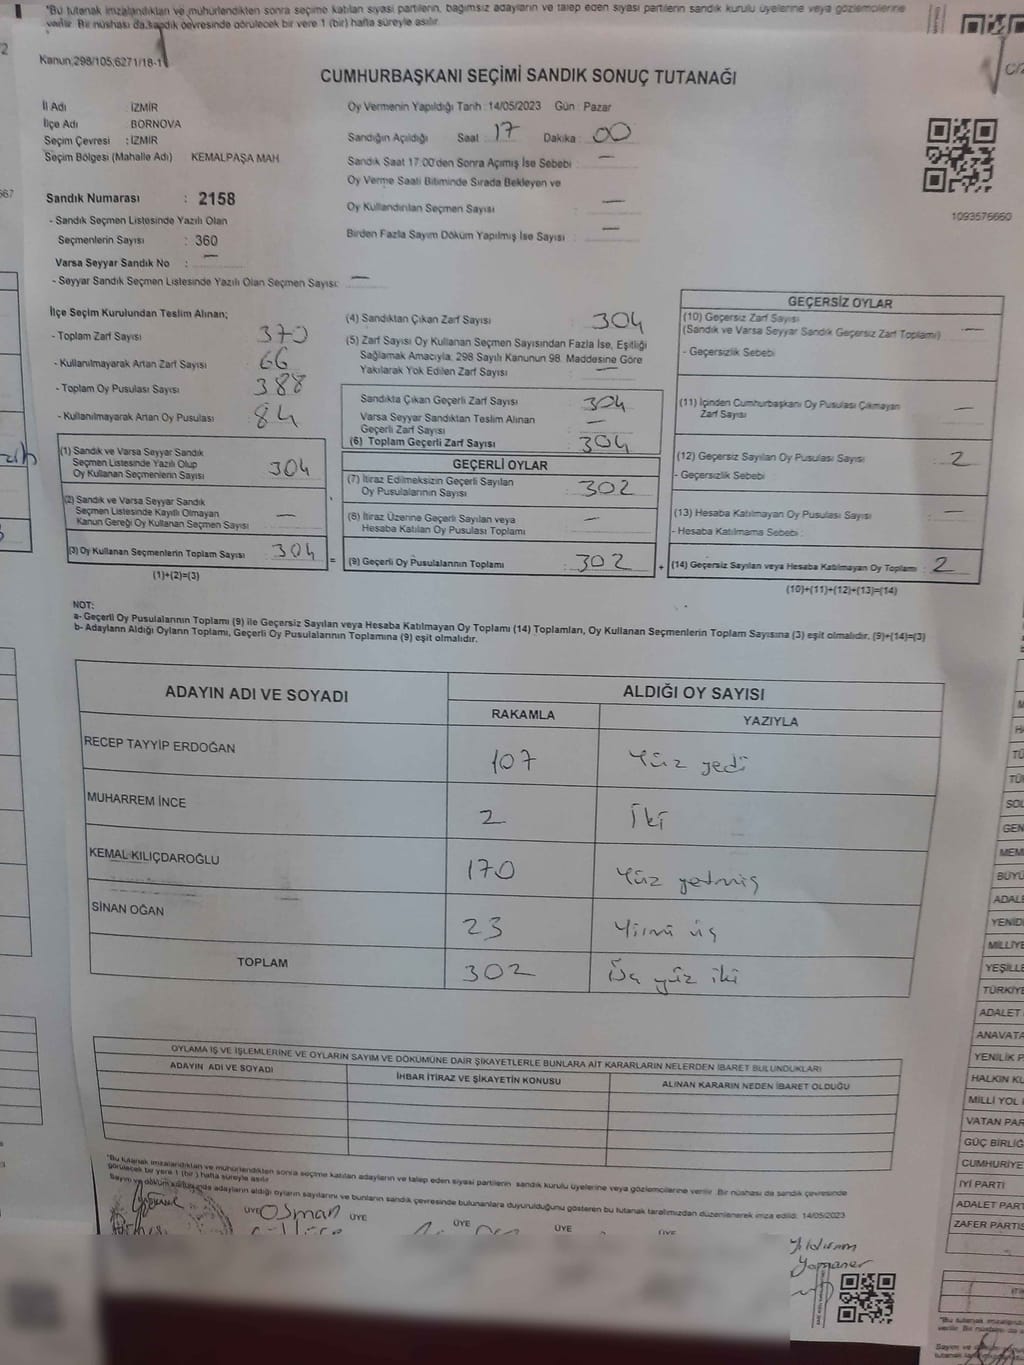 "Bu tutanak imzalandıktan ve mühürlendikten sonra seçime katılan siyasi partilerin, bağımsız adayların ve talep eden siyasi partilerin sandık kurulu üyelerine veya gözlemcilerine
verilir. Bir nüshası da sandık çevresinde görülecek bir yere 1 (bir) hafta süreyle asılır.
Kanun;298/105,6271/18-1
CUMHURBAŞKANI SEÇİMİ SANDIK SONUÇ TUTANAĞI
İl Adı İZMİR
İlçe Adı BORNOVA
Seçim Çevresi : İZMİR
Seçim Bölgesi (Mahalle Adı) KEMALPAŞA MAH
Sandık Numarası : 2158
- Sandık Seçmen Listesinde Yazılı Olan
Seçmenlerin Sayısı : 360
Varsa Seyyar Sandık No : —
- Seyyar Sandık Seçmen Listesinde Yazılı Olan Seçmen Sayısı: —
Oy Vermenin Yapıldığı Tarih : 14/05/2023 Gün : Pazar
Sandığın Açıldığı Saat : 17 Dakika : 00
Sandık Saat 17:00'den Sonra Açımış İse Sebebi : —
Oy Verme Saati Bitiminde Sırada Bekleyen ve
Oy Kullandırılan Seçmen Sayısı : —
Birden Fazla Sayım Döküm Yapılmış İse Sayısı : —
1093576660
İlçe Seçim Kurulundan Teslim Alınan;
- Toplam Zarf Sayısı : 370
- Kullanılmayarak Artan Zarf Sayısı : 66
- Toplam Oy Pusulası Sayısı : 388
- Kullanılmayarak Artan Oy Pusulası : 84
(1) Sandık ve Varsa Seyyar Sandık
Seçmen Listesinde Yazılı Olup
Oy Kullanan Seçmenlerin Sayısı : 304
(2) Sandık ve Varsa Seyyar Sandık
Seçmen Listesinde Kayıtlı Olmayan
Kanun Gereği Oy Kullanan Seçmen Sayısı : —
(3) Oy Kullanan Seçmenlerin Toplam Sayısı : 304
(1)+(2)=(3)
(4) Sandıktan Çıkan Zarf Sayısı : 304
(5) Zarf Sayısı Oy Kullanan Seçmen Sayısından Fazla İse, Eşitliği
Sağlamak Amacıyla, 298 Sayılı Kanunun 98. Maddesine Göre
Yakılarak Yok Edilen Zarf Sayısı : —
Sandıkta Çıkan Geçerli Zarf Sayısı : 304
Varsa Seyyar Sandıktan Teslim Alınan
Geçerli Zarf Sayısı : —
(6) Toplam Geçerli Zarf Sayısı : 304
GEÇERLİ OYLAR
(7) İtiraz Edilmeksizin Geçerli Sayılan
Oy Pusulalarının Sayısı : 302
(8) İtiraz Üzerine Geçerli Sayılan veya
Hesaba Katılan Oy Pusulası Toplamı : —
= (9) Geçerli Oy Pusulalarının Toplamı : 302
GEÇERSİZ OYLAR
(10) Geçersiz Zarf Sayısı
(Sandık ve Varsa Seyyar Sandık Geçersiz Zarf Toplamı) : —
- Geçersizlik Sebebi :
(11) İçinden Cumhurbaşkanı Oy Pusulası Çıkmayan
Zarf Sayısı : —
(12) Geçersiz Sayılan Oy Pusulası Sayısı : 2
- Geçersizlik Sebebi :
(13) Hesaba Katılmayan Oy Pusulası Sayısı : —
- Hesaba Katılmama Sebebi :
+ (14) Geçersiz Sayılan veya Hesaba Katılmayan Oy Toplamı : 2
(10)+(11)+(12)+(13)=(14)
NOT:
a- Geçerli Oy Pusulalarının Toplamı (9) ile Geçersiz Sayılan veya Hesaba Katılmayan Oy Toplamı (14) Toplamları, Oy Kullanan Seçmenlerin Toplam Sayısına (3) eşit olmalıdır. (9)+(14)=(3)
b- Adayların Aldığı Oyların Toplamı, Geçerli Oy Pusulalarının Toplamına (9) eşit olmalıdır.
ADAYIN ADI VE SOYADI ALDIĞI OY SAYISI
RAKAMLA YAZIYLA
RECEP TAYYİP ERDOĞAN 107 Yüz yedi
MUHARREM İNCE 2 İki
KEMAL KILIÇDAROĞLU 170 Yüz yetmiş
SİNAN OĞAN 23 Yirmi üç
TOPLAM 302 Üç yüz iki
OYLAMA İŞ VE İŞLEMLERİNE VE OYLARIN SAYIM VE DÖKÜMÜNE DAİR ŞİKAYETLERLE BUNLARA AİT KARARLARIN NELERDEN İBARET BULUNDUKLARI
ADAYIN ADI VE SOYADI İHBAR İTİRAZ VE ŞİKAYETİN KONUSU ALINAN KARARIN NEDEN İBARET OLDUĞU
"Bu tutanak imzalandıktan ve mühürlendikten sonra seçime katılan adayların ve talep eden siyasi partilerin sandık kurulu üyelerine veya gözlemcilerine verilir. Bir nüshası da sandık çevresinde
görülecek bir yere 1 (bir) hafta süreyle asılır
Sayım ve döküm sonucunda adayların aldığı oyların sayılarını ve bunların sandık çevresinde bulunanlara duyurulduğunu gösteren bu tutanak tarafımızdan düzenlenerek imza edildi. 14/05/2023
ÜYE Osman ÜYE ÜYE ÜYE ÜYE
Yıldırım
Yamaner
MEM
BÜYÜ
ADAL
YENİD
MİLLİYE
YEŞİLLE
TÜRKİYE
ADALET
ANAVATA
YENİLİK P
HALKIN KU
MİLLİ YOL
VATAN PAR
GÜÇ BİRLİĞ
CUMHURİYE
İYİ PARTİ
ADALET PAR
ZAFER PARTİS